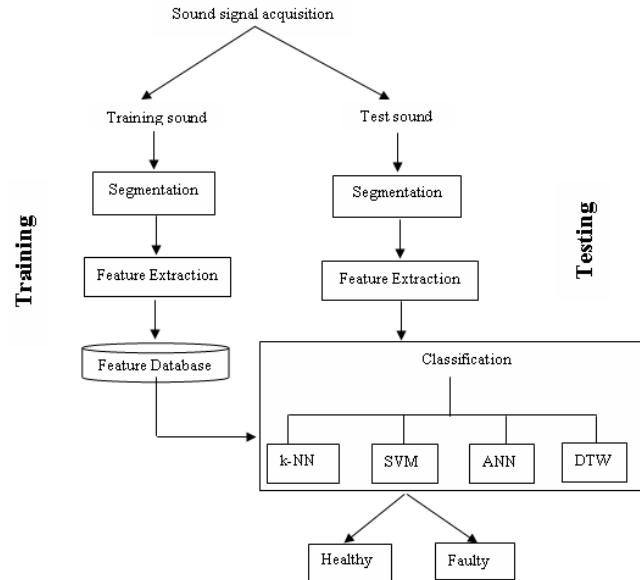 Sound signal acquisition
Training sound
Test sound
Segmentation
Segmentation
Training
Testing
Feature Extraction
Feature Extraction
Feature Database
Classification
k-NN
SVM
ANN
DTW
Healthy
Faulty